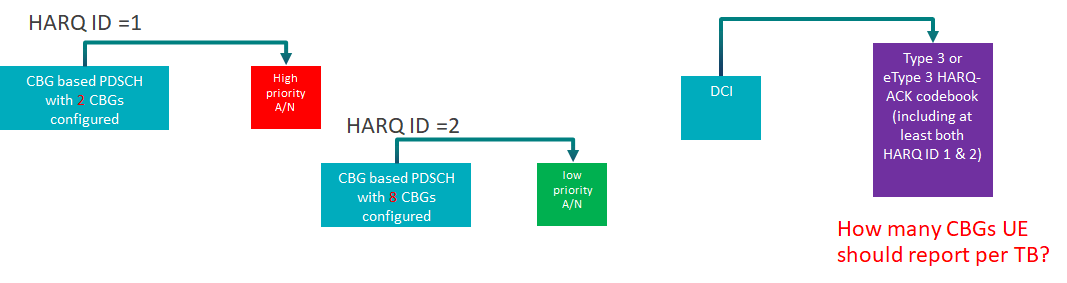 HARQ ID =1
CBG based PDSCH
with 2 CBGs
configured
High
priority
A/N
HARQ ID =2
CBG based PDSCH
with 8 CBGs
configured
low
priority
A/N
DCI
Type 3 or
eType 3 HARQ-
ACK codebook
(including at
least both
HARQ ID 1 & 2)
How many CBGs UE
should report per TB?